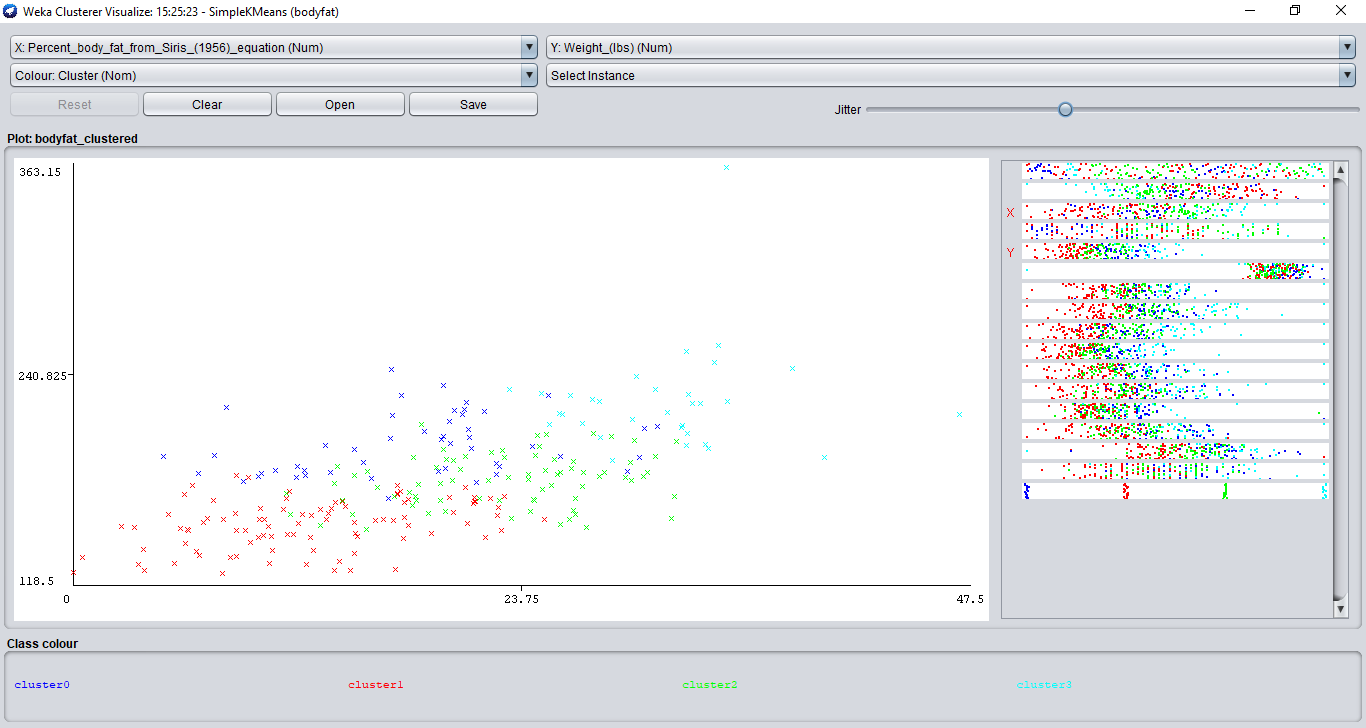 Weka Clusterer Visualize: 15:25:23 - SimpleKMeans (bodyfat)
X: Percent_body_fat_from_Siris_(1956)_equation (Num)
Y: Weight_(lbs) (Num)
Colour: Cluster (Nom)
Select Instance
Reset
Clear
Open
Save
Jitter
Plot: bodyfat_clustered
363.15
240.825
118.5
0
23.75
47.5
X
Y
Class colour
cluster0
cluster1
cluster2
cluster3